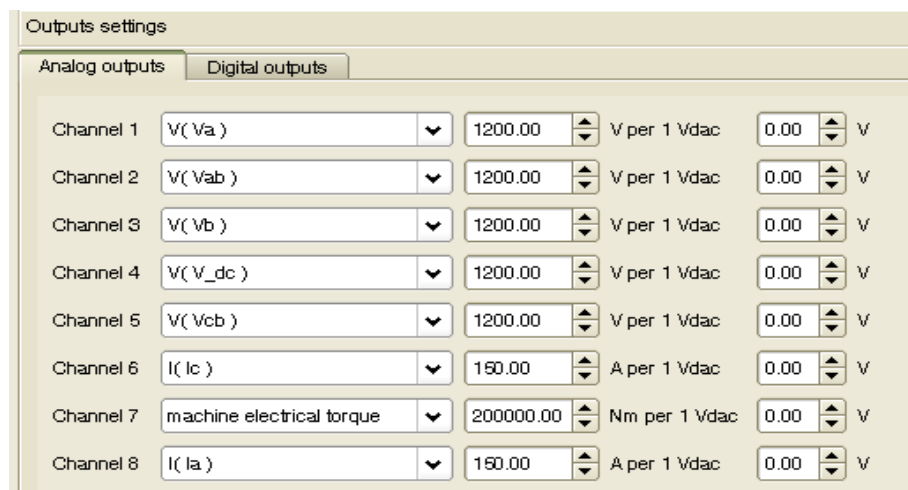 Outputs settings
Analog outputs Digital outputs
Channel 1 V( Va ) 1200.00 V per 1 Vdac 0.00 V
Channel 2 V( Vab ) 1200.00 V per 1 Vdac 0.00 V
Channel 3 V( Vb ) 1200.00 V per 1 Vdac 0.00 V
Channel 4 V( V_dc ) 1200.00 V per 1 Vdac 0.00 V
Channel 5 V( Vcb ) 1200.00 V per 1 Vdac 0.00 V
Channel 6 I( Ic ) 150.00 A per 1 Vdac 0.00 V
Channel 7 machine electrical torque 200000.00 Nm per 1 Vdac 0.00 V
Channel 8 I( Ia ) 150.00 A per 1 Vdac 0.00 V